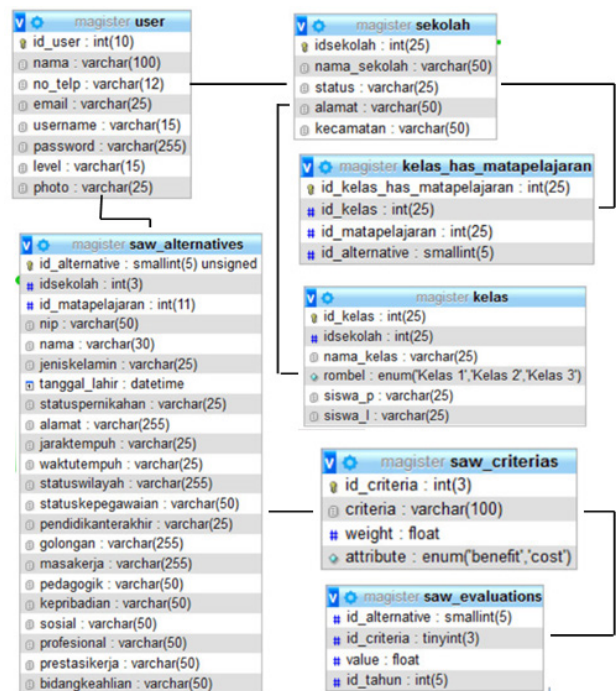 magister user
id_user : int(10)
nama : varchar(100)
no_telp : varchar(12)
email : varchar(25)
username : varchar(15)
password : varchar(255)
level : varchar(15)
photo : varchar(25)
magister sekolah
idsekolah : int(25)
nama_sekolah : varchar(50)
status : varchar(25)
alamat : varchar(50)
kecamatan : varchar(50)
magister kelas_has_matapelajaran
id_kelas_has_matapelajaran : int(25)
id_kelas : int(25)
id_matapelajaran : int(25)
id_alternative : smallint(5)
magister saw_alternatives
id_alternative : smallint(5) unsigned
idsekolah : int(3)
id_matapelajaran : int(11)
nip : varchar(50)
nama : varchar(30)
jeniskelamin : varchar(25)
tanggal_lahir : datetime
statuspernikahan : varchar(25)
alamat : varchar(255)
jaraktempuh : varchar(25)
waktutempuh : varchar(25)
statuswilayah : varchar(255)
statuskepegawaian : varchar(50)
pendidikanterakhir : varchar(25)
golongan : varchar(255)
masakerja : varchar(255)
pedagogik : varchar(50)
kepribadian : varchar(50)
sosial : varchar(50)
profesional : varchar(50)
prestasikerja : varchar(50)
bidangkeahlian : varchar(50)
magister kelas
id_kelas : int(25)
idsekolah : int(25)
nama_kelas : varchar(25)
rombel : enum('Kelas 1','Kelas 2','Kelas 3')
siswa_p : varchar(25)
siswa_l : varchar(25)
magister saw_criterias
id_criteria : int(3)
criteria : varchar(100)
weight : float
attribute : enum('benefit','cost')
magister saw_evaluations
id_alternative : smallint(5)
id_criteria : tinyint(3)
value : float
id_tahun : int(5)